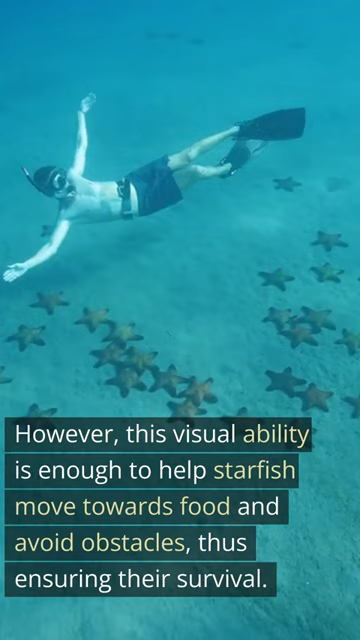 However, this visual ability
is enough to help starfish
move towards food and
avoid obstacles, thus
ensuring their survival.